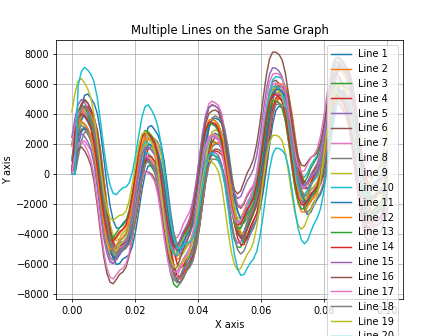 Multiple Lines on the Same Graph
Y axis
8000
6000
4000
2000
0
−2000
−4000
−6000
−8000
0.00
0.02
0.04
0.06
X axis
Line 1
Line 2
Line 3
Line 4
Line 5
Line 6
Line 7
Line 8
Line 9
Line 10
Line 11
Line 12
Line 13
Line 14
Line 15
Line 16
Line 17
Line 18
Line 19
Line 20